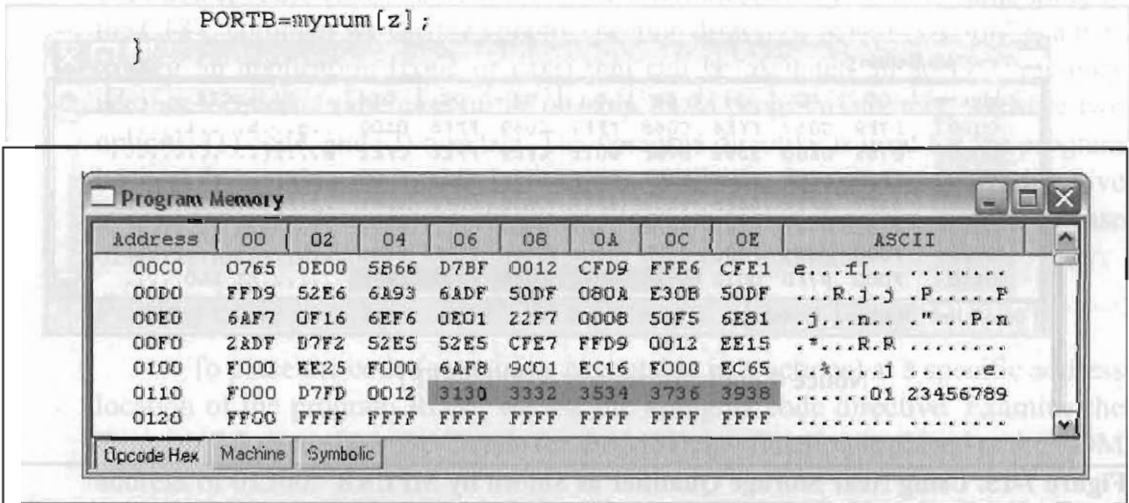 PORTB=mynum[z];
}
Program Memory
Address 00 02 04 06 08 0A 0C 0E ASCII
00C0 0765 0E00 5B66 D7BF 0012 CFD9 FFE6 CFE1 e...f[..........
00D0 FFD9 52E6 6A93 6ADF 50DF 080A E30B 50DF ...R.j.j .P.....P
00E0 6AF7 0F16 6EF6 0E01 22F7 0008 50F5 6E81 .j...n.. ."...P.n
00F0 2ADF D7F2 52E5 52E5 CFE7 FFD9 0012 EE15 .*...R.R ........
0100 F000 EE25 F000 6AF8 9C01 EC16 F000 EC65 ..%....j ......e.
0110 F000 D7FD 0012 3130 3332 3534 3736 3938 ......01 23456789
0120 FF00 FFFF FFFF FFFF FFFF FFFF FFFF FFFF ........ ........
Opcode Hex Machine Symbolic